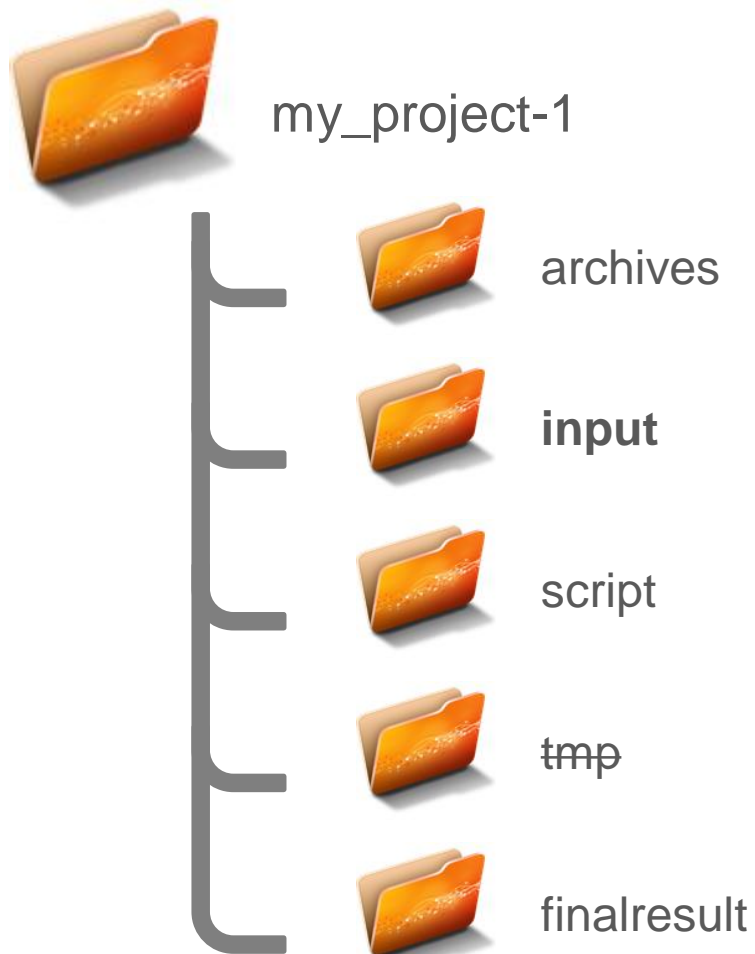 my_project-1
archives
input
script
tmp
finalresult